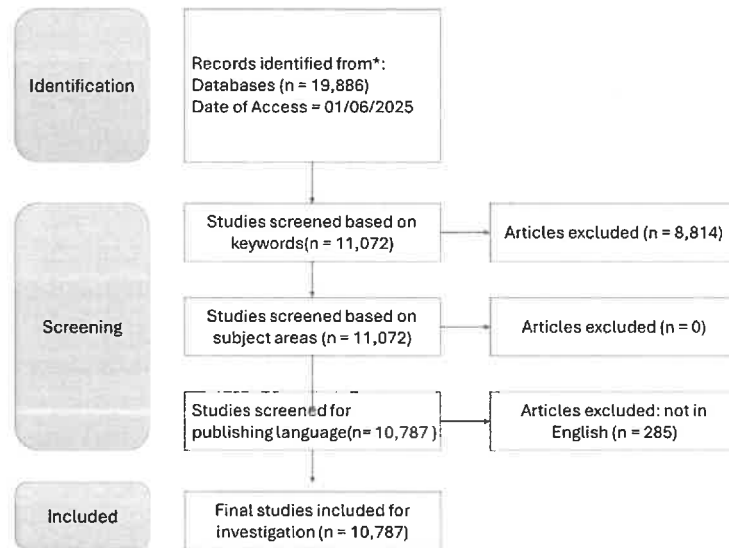 Identification
Records identified from*:
Databases (n = 19,886)
Date of Access = 01/06/2025
Screening
Studies screened based on
keywords(n = 11,072)
Articles excluded (n = 8,814)
Studies screened based on
subject areas (n = 11,072)
Articles excluded (n = 0)
Studies screened for
publishing language(n= 10,787 )
Articles excluded: not in
English (n = 285)
Included
Final studies included for
investigation (n = 10,787)